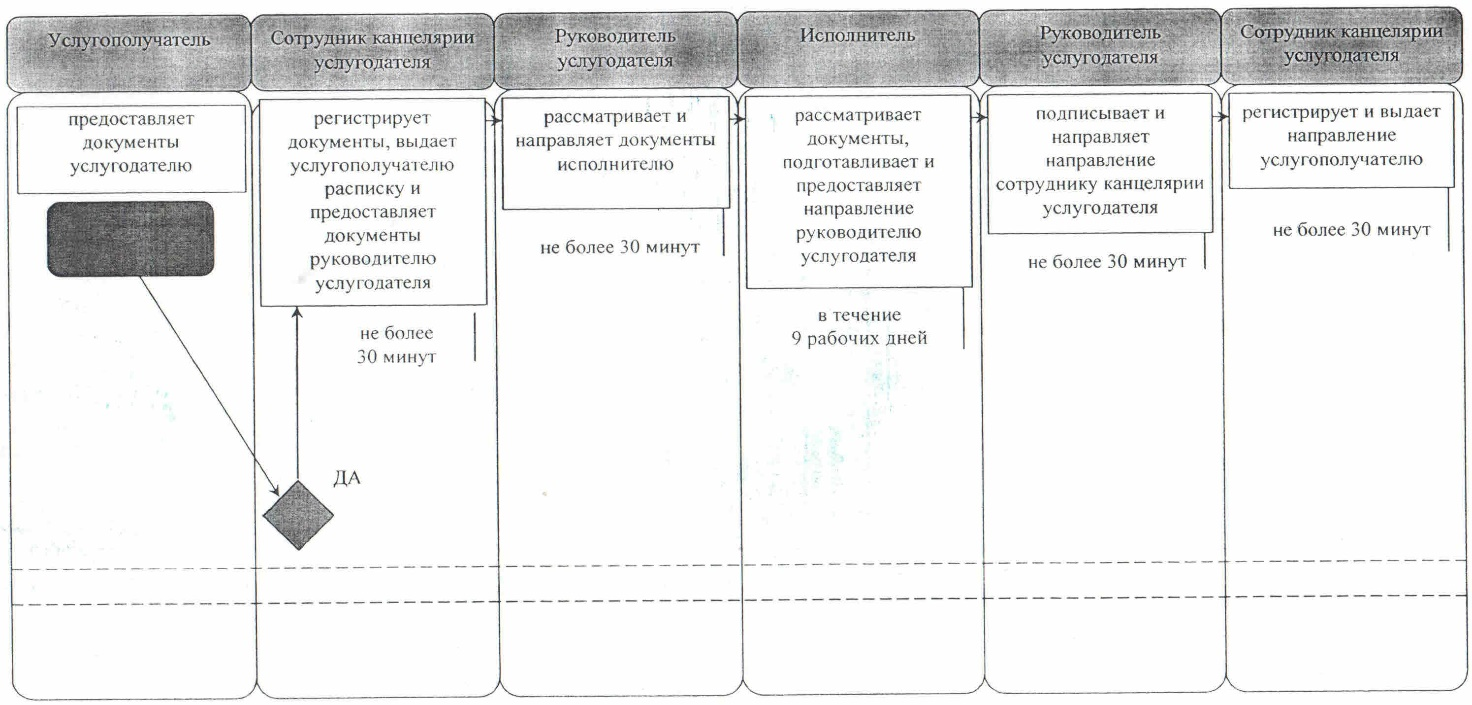 Услугополучатель
Сотрудник канцелярии
услугодателя
Руководитель
услугодателя
Исполнитель
Руководитель
услугодателя
Сотрудник канцелярии
услугодателя
предоставляет
документы
услугодателю
регистрирует
документы, выдает
услугополучателю
расписку и
предоставляет
документы
руководителю
услугодателя
не более
30 минут
рассматривает и
направляет документы
исполнителю
не более 30 минут
рассматривает
документы,
подготавливает и
предоставляет
направление
руководителю
услугодателя
в течение
9 рабочих дней
подписывает и
направляет
направление
сотруднику канцелярии
услугодателя
не более 30 минут
регистрирует и выдает
направление
услугополучателю
не более 30 минут
ДА